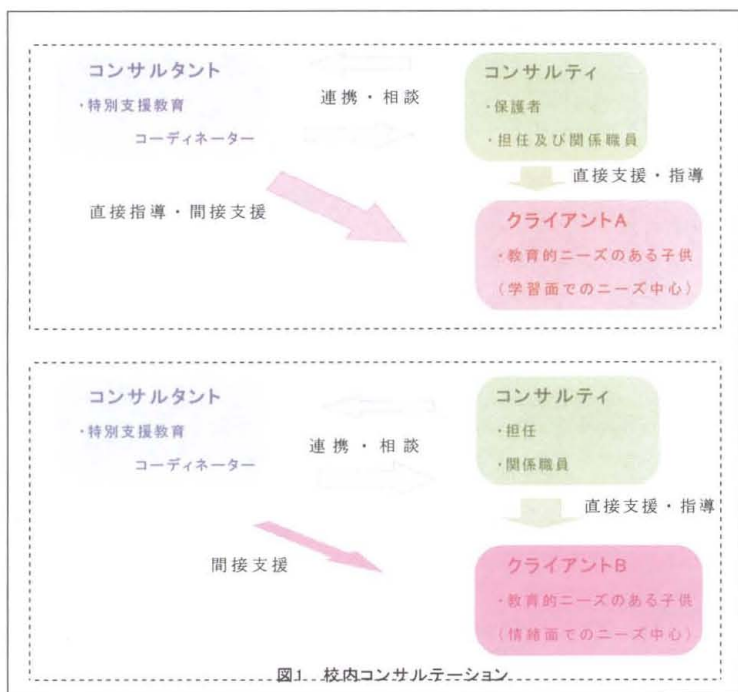 コンサルタント
・特別支援教育
コーディネーター
連携・相談
コンサルティ
・保護者
・担任及び関係職員
直接支援・指導
直接指導・間接支援
クライアントA
・教育的ニーズのある子供
(学習面でのニーズ中心)
コンサルタント
・特別支援教育
コーディネーター
連携・相談
コンサルティ
・担任
・関係職員
直接支援・指導
間接支援
クライアントB
・教育的ニーズのある子供
(情緒面でのニーズ中心)
図1 校内コンサルテーション